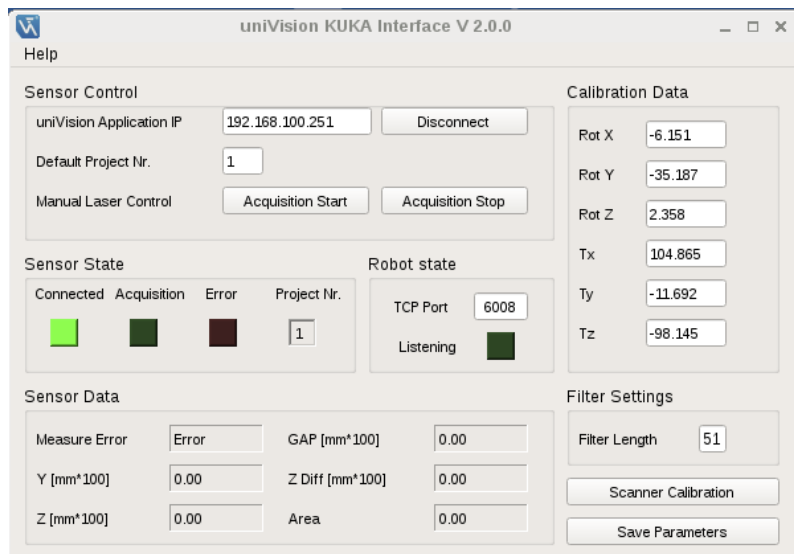 uniVision KUKA Interface V 2.0.0
Help
Sensor Control
uniVision Application IP 192.168.100.251 Disconnect
Default Project Nr. 1
Manual Laser Control Acquisition Start Acquisition Stop
Calibration Data
Rot X -6.151
Rot Y -35.187
Rot Z 2.358
Tx 104.865
Ty -11.692
Tz -98.145
Sensor State
Connected Acquisition Error Project Nr.
1
Robot state
TCP Port 6008
Listening
Sensor Data
Measure Error Error GAP [mm*100] 0.00
Y [mm*100] 0.00 Z Diff [mm*100] 0.00
Z [mm*100] 0.00 Area 0.00
Filter Settings
Filter Length 51
Scanner Calibration
Save Parameters